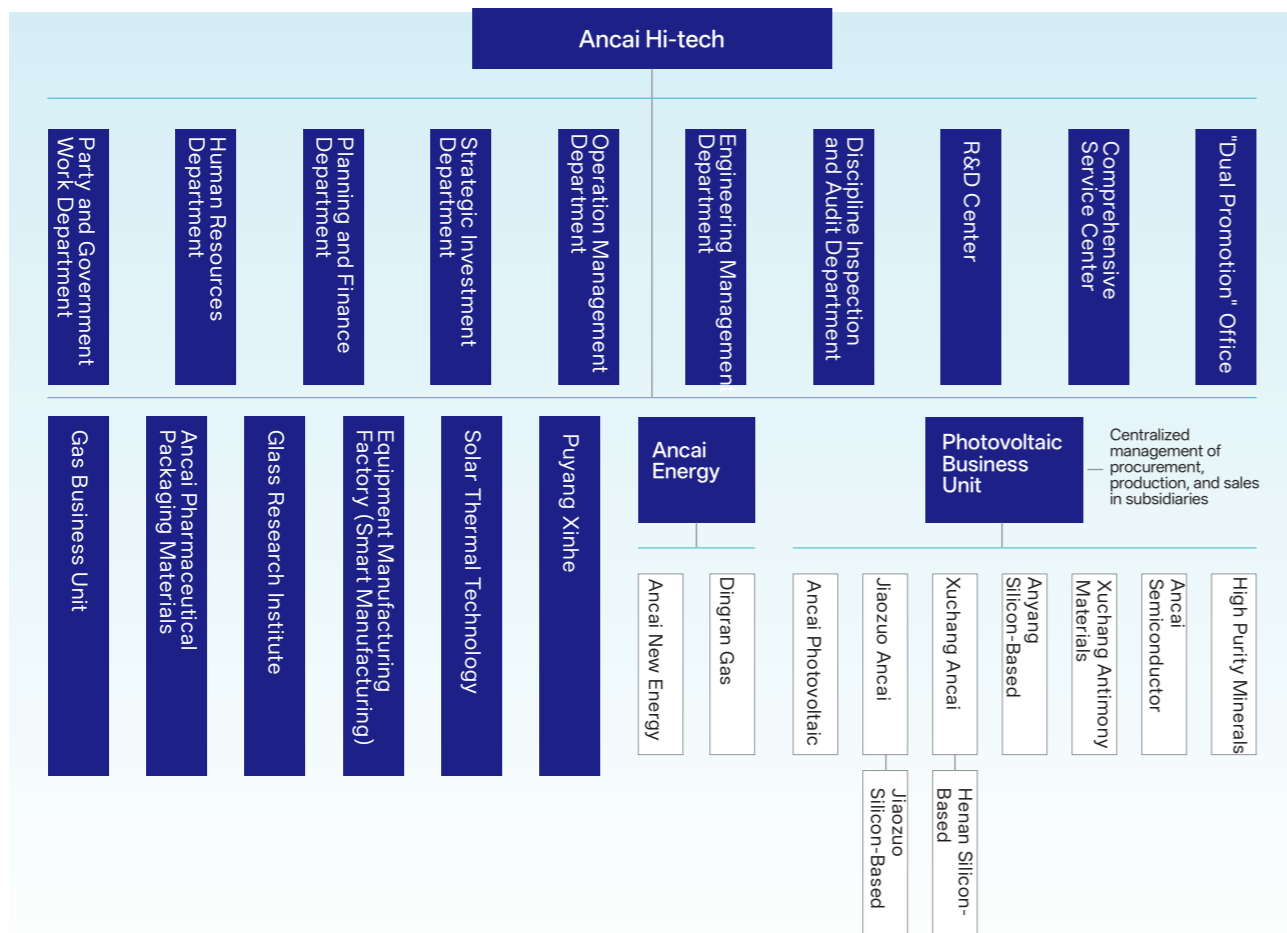 Ancai Hi-tech
Party and Government
Work Department
Human Resources
Department
Planning and Finance
Department
Strategic Investment
Department
Operation Management
Department
Engineering Management
Department
Discipline Inspection
and Audit Department
R&D Center
Comprehensive
Service Center
"Dual Promotion" Office
Gas Business Unit
Ancai Pharmaceutical
Packaging Materials
Glass Research Institute
Equipment Manufacturing
Factory (Smart Manufacturing)
Solar Thermal Technology
Puyang Xinhe
Ancai
Energy
Photovoltaic
Business
Unit
Centralized
management of
procurement,
production, and sales
in subsidiaries
Ancai New Energy
Dingran Gas
Ancai Photovoltaic
Jiaozuo Ancai
Xuchang Ancai
Anyang
Silicon-Based
Xuchang Antimony
Materials
Ancai
Semiconductor
High Purity Minerals
Jiaozuo
Silicon-Based
Henan Silicon-
Based